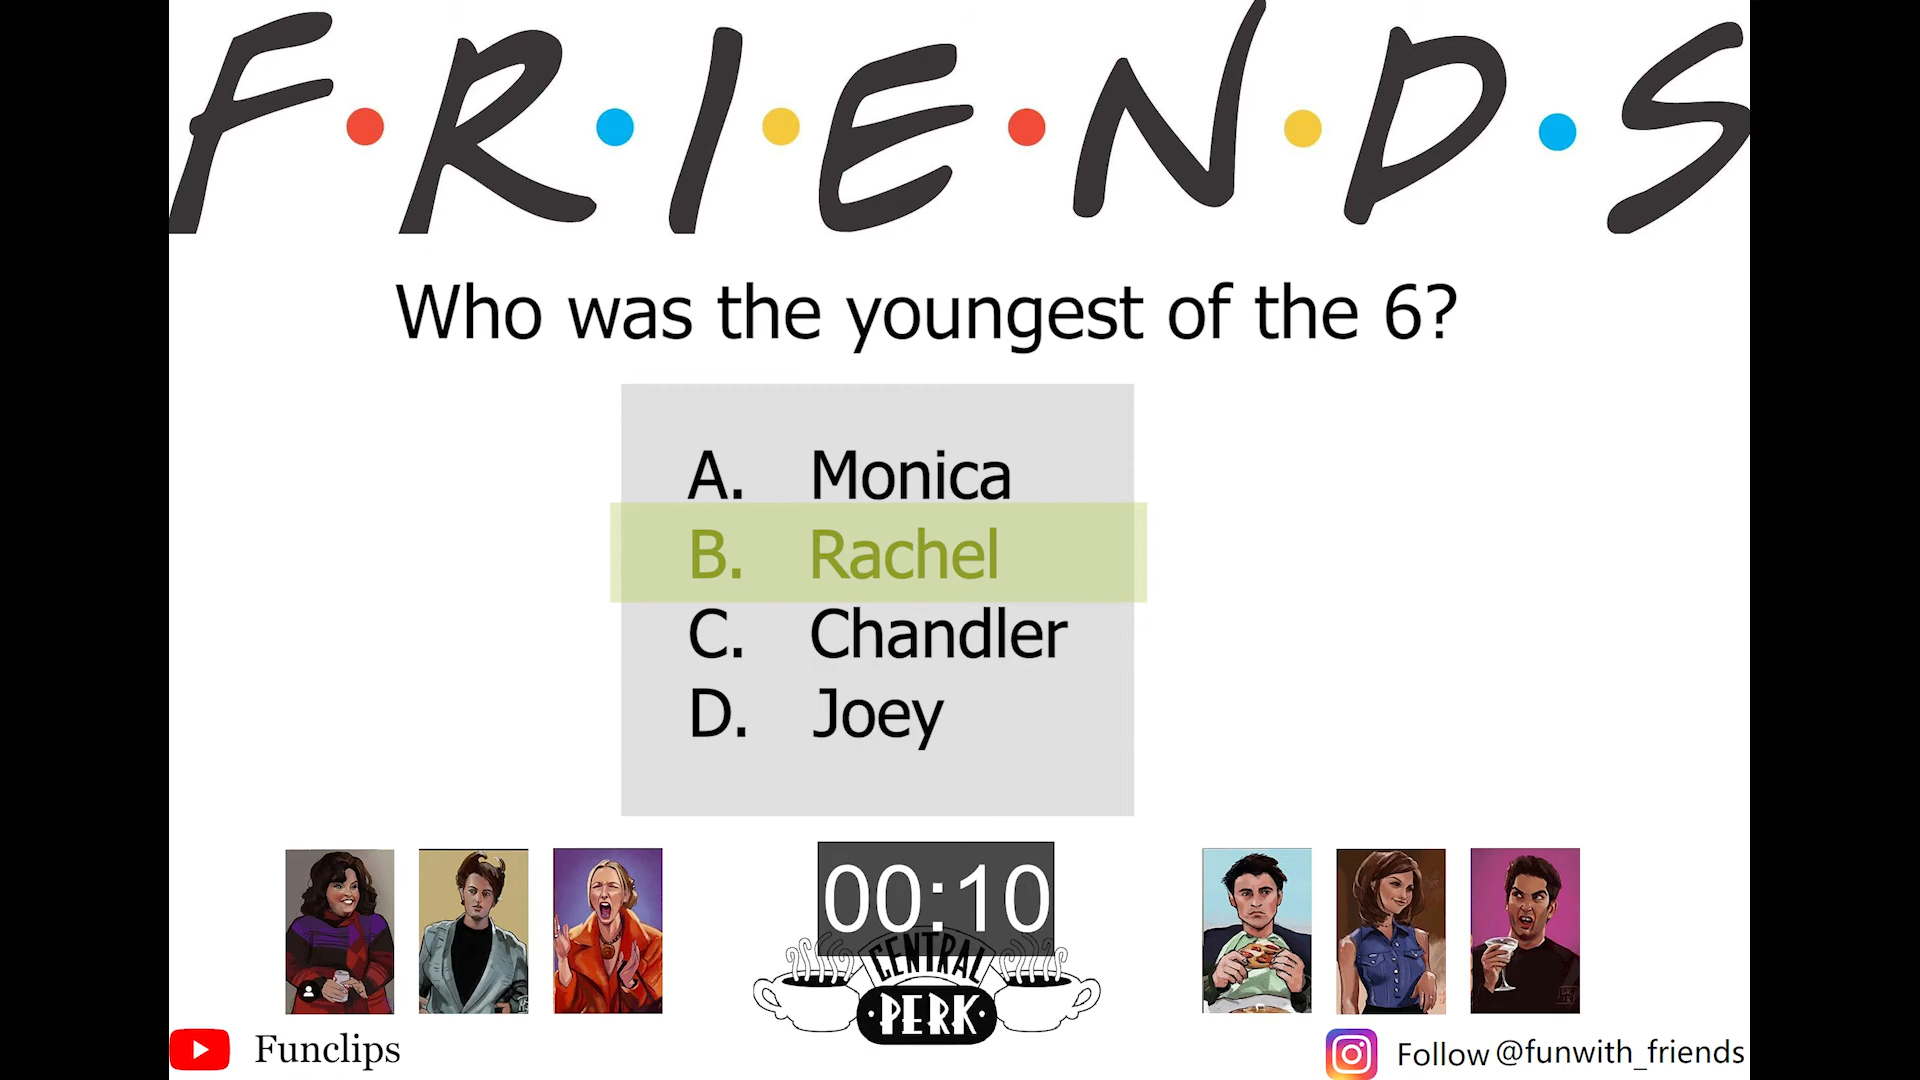 F·R·I·E·N·D·S
Who was the youngest of the 6?
A. Monica
B. Rachel
C. Chandler
D. Joey
00:10
CENTRAL
·PERK·
Funclips
Follow @funwith_friends